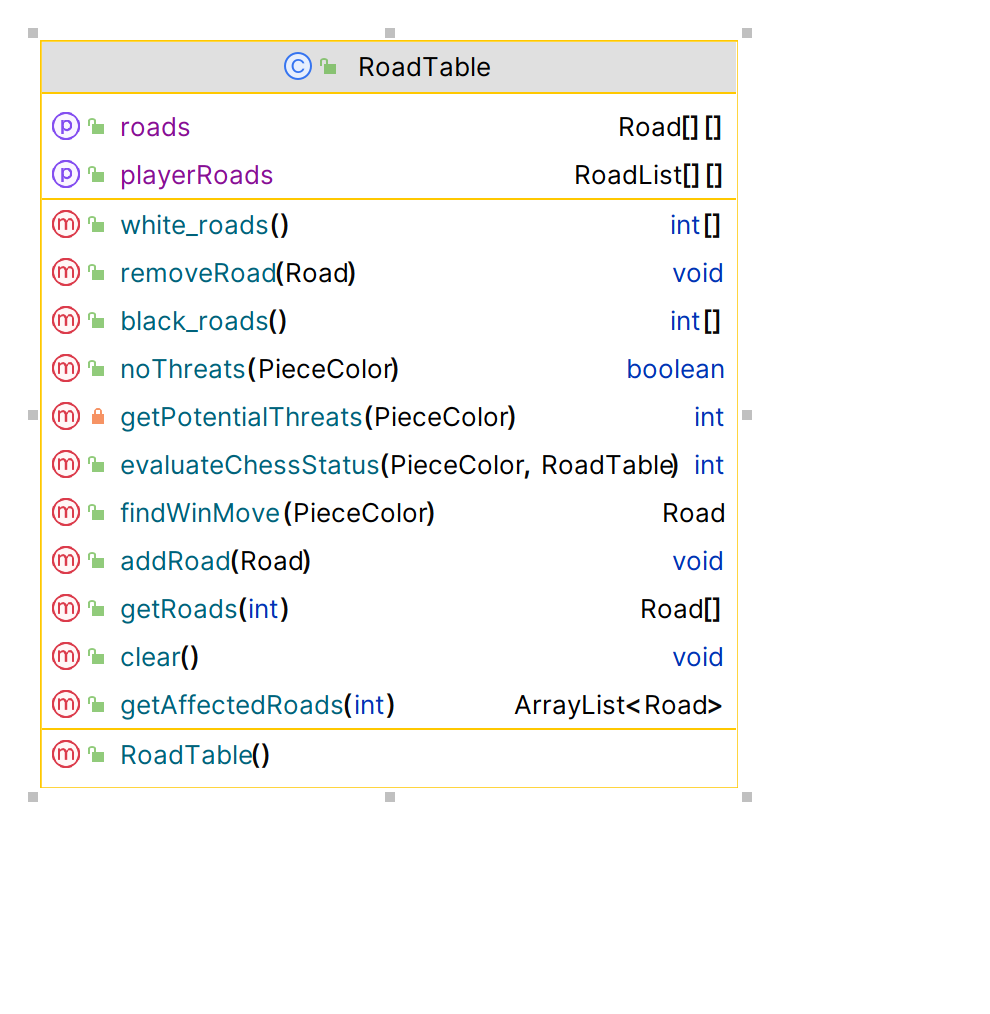 C RoadTable
p roads Road[][]
p playerRoads RoadList[][]
m white_roads() int[]
m removeRoad(Road) void
m black_roads() int[]
m noThreats(PieceColor) boolean
m getPotentialThreats(PieceColor) int
m evaluateChessStatus(PieceColor, RoadTable) int
m findWinMove(PieceColor) Road
m addRoad(Road) void
m getRoads(int) Road[]
m clear() void
m getAffectedRoads(int) ArrayList<Road>
m RoadTable()